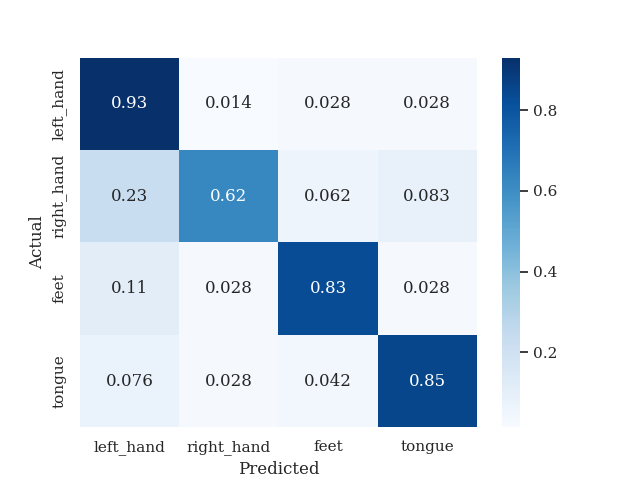 Actual
left_hand
0.93 0.014 0.028 0.028
right_hand
0.23 0.62 0.062 0.083
feet
0.11 0.028 0.83 0.028
tongue
0.076 0.028 0.042 0.85
left_hand right_hand feet tongue
Predicted
0.8
0.6
0.4
0.2